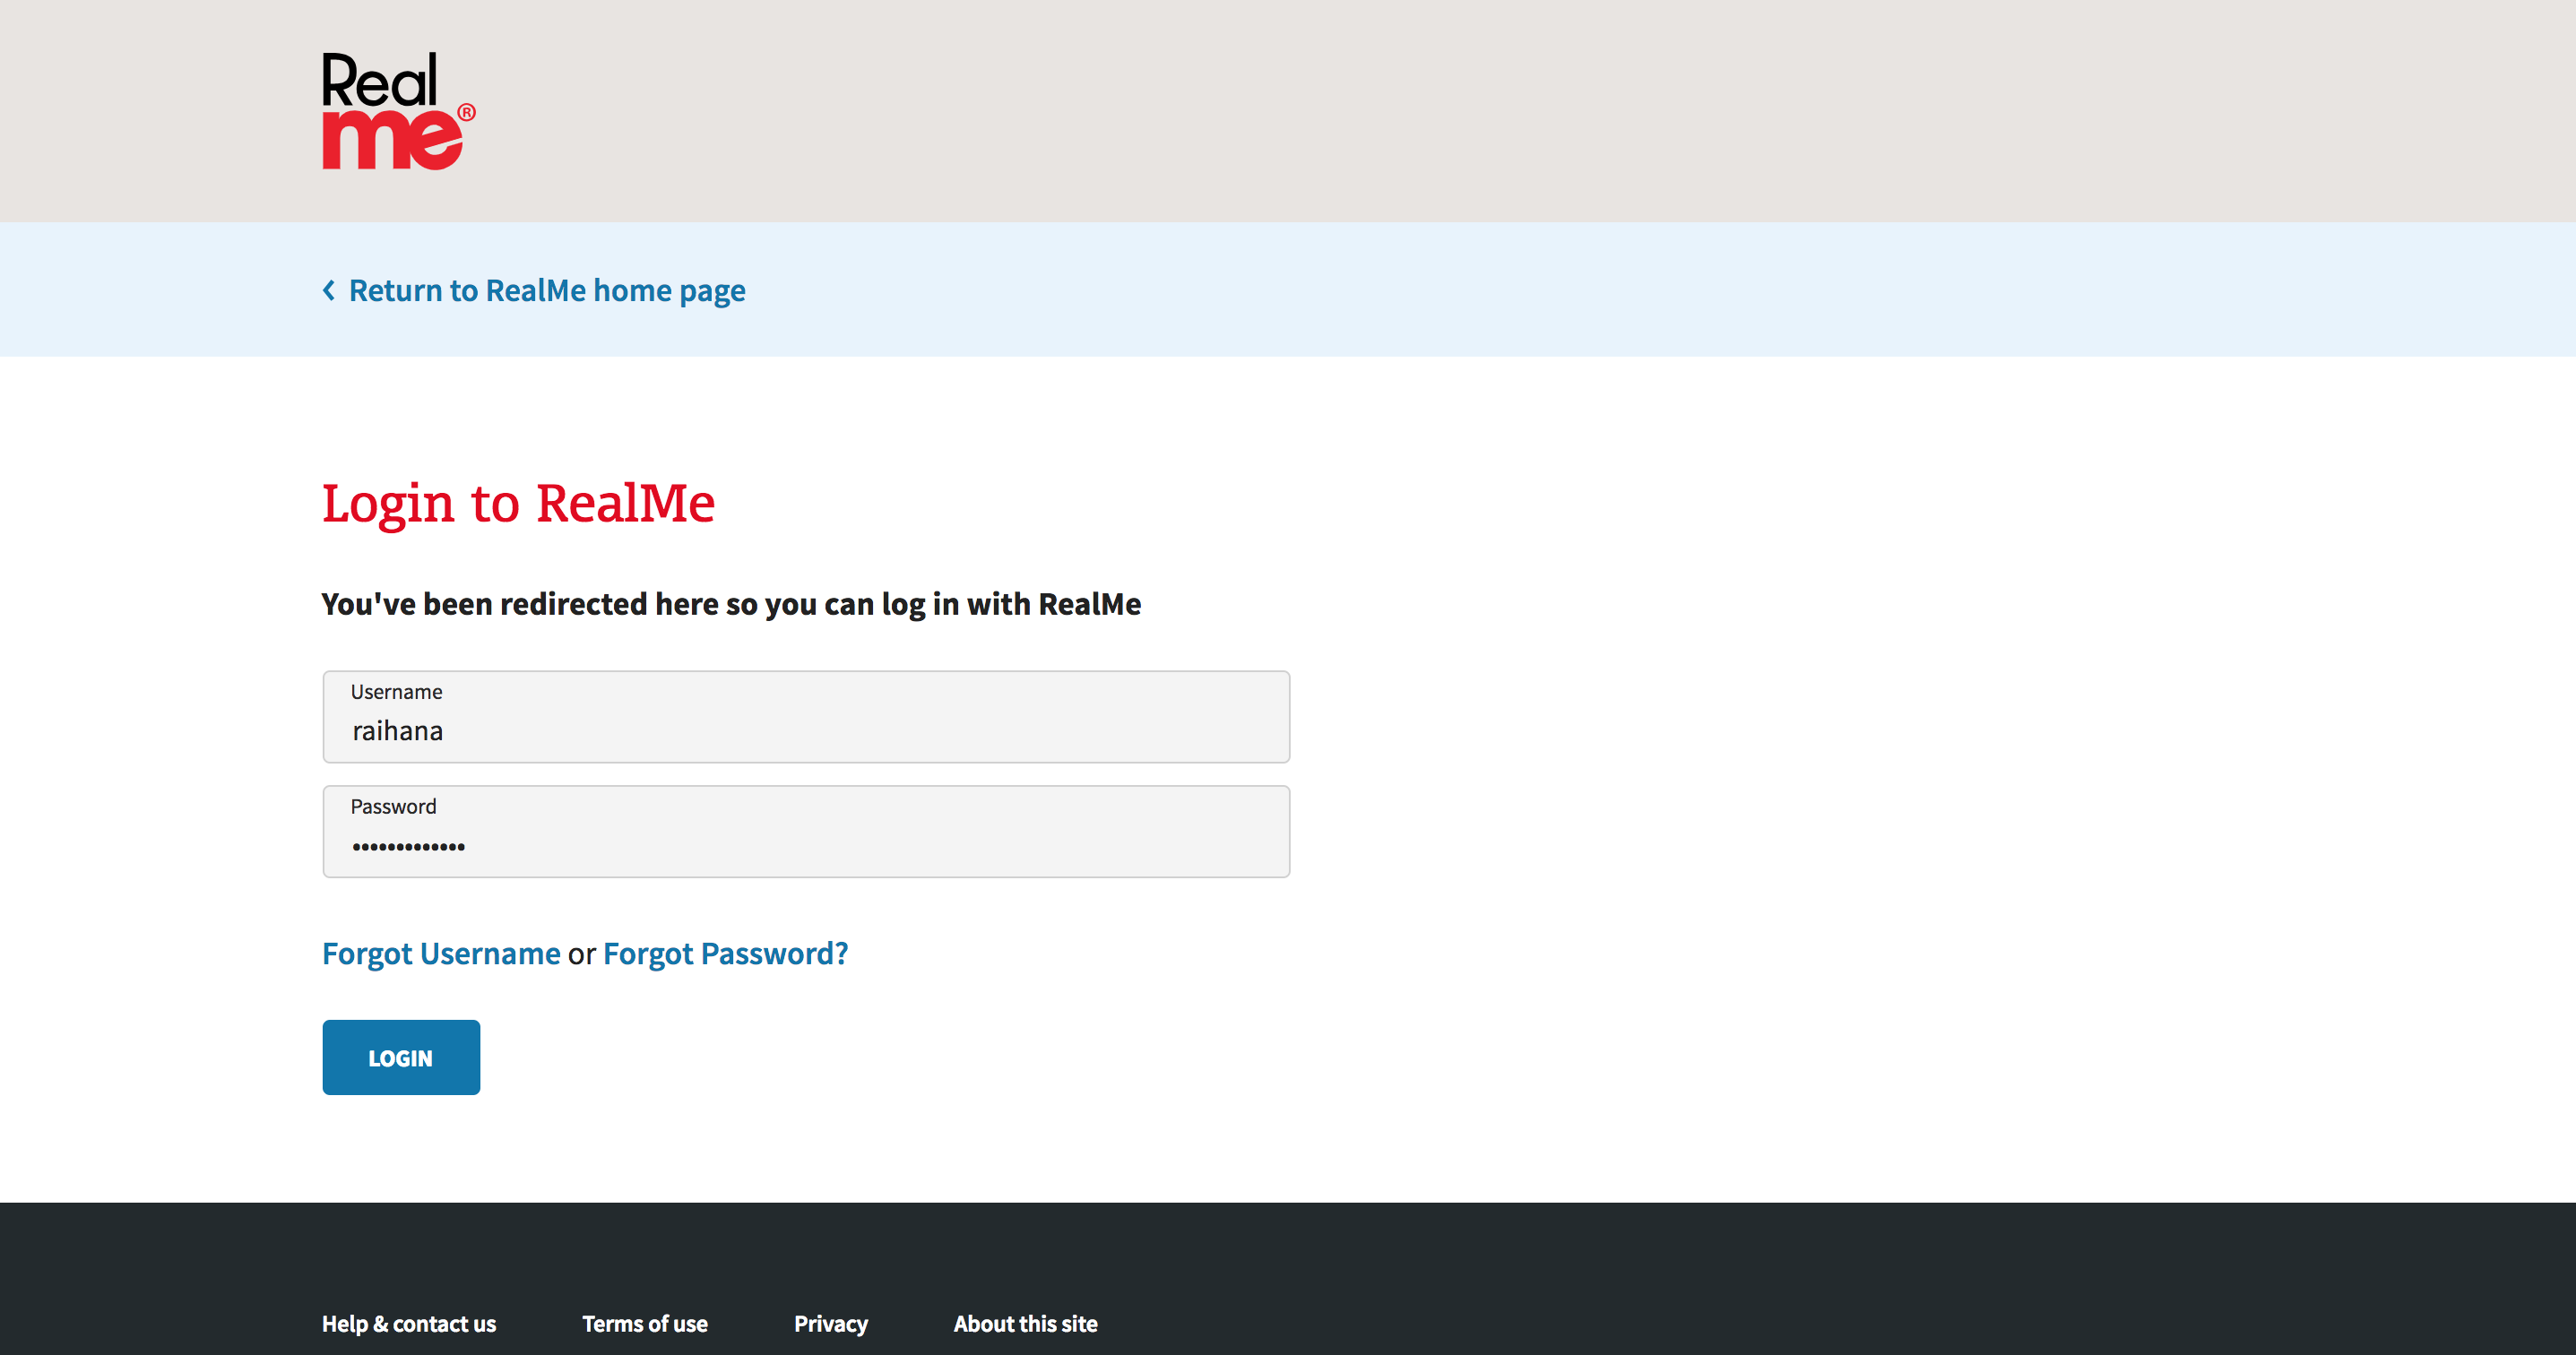 Real
me®
Return to RealMe home page
Login to RealMe
You've been redirected here so you can log in with RealMe
Username
raihana
Password
•••••••••••••
Forgot Username or Forgot Password?
LOGIN
Help & contact us
Terms of use
Privacy
About this site